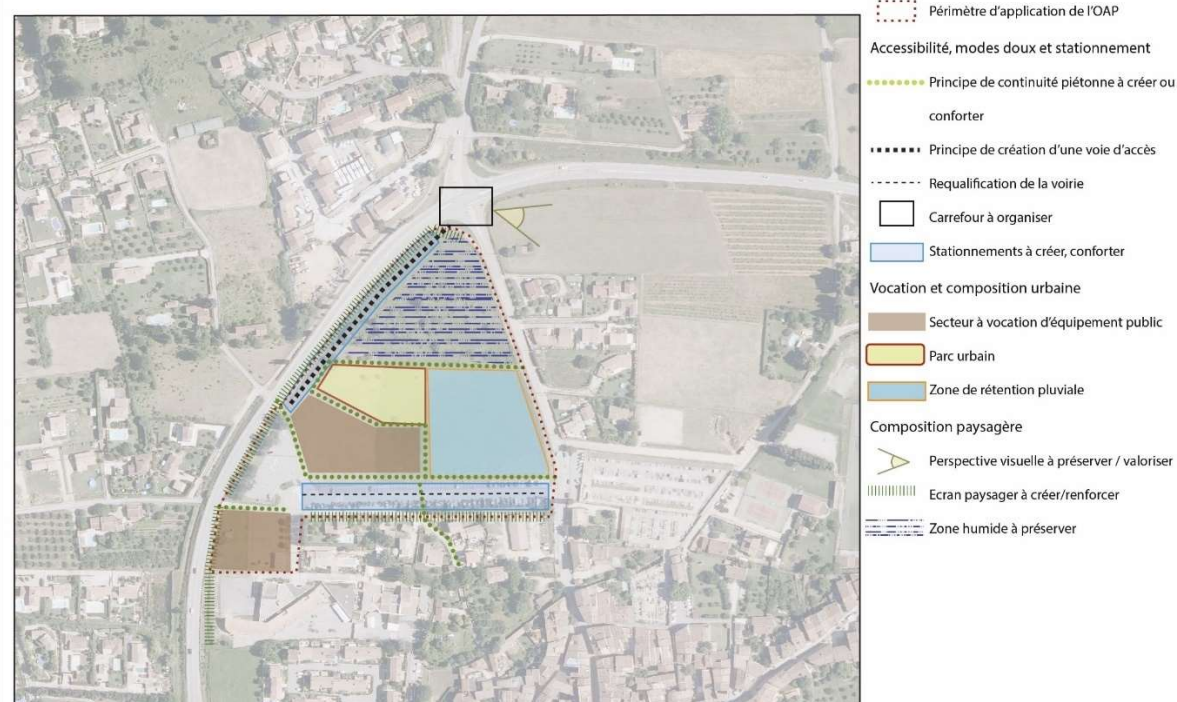 Périmètre d'application de l'OAP
Accessibilité, modes doux et stationnement
Principe de continuité piétonne à créer ou
conforter
Principe de création d'une voie d'accès
Requalification de la voirie
Carrefour à organiser
Stationnements à créer, conforter
Vocation et composition urbaine
Secteur à vocation d'équipement public
Parc urbain
Zone de rétention pluviale
Composition paysagère
Perspective visuelle à préserver / valoriser
Ecran paysager à créer/renforcer
Zone humide à préserver